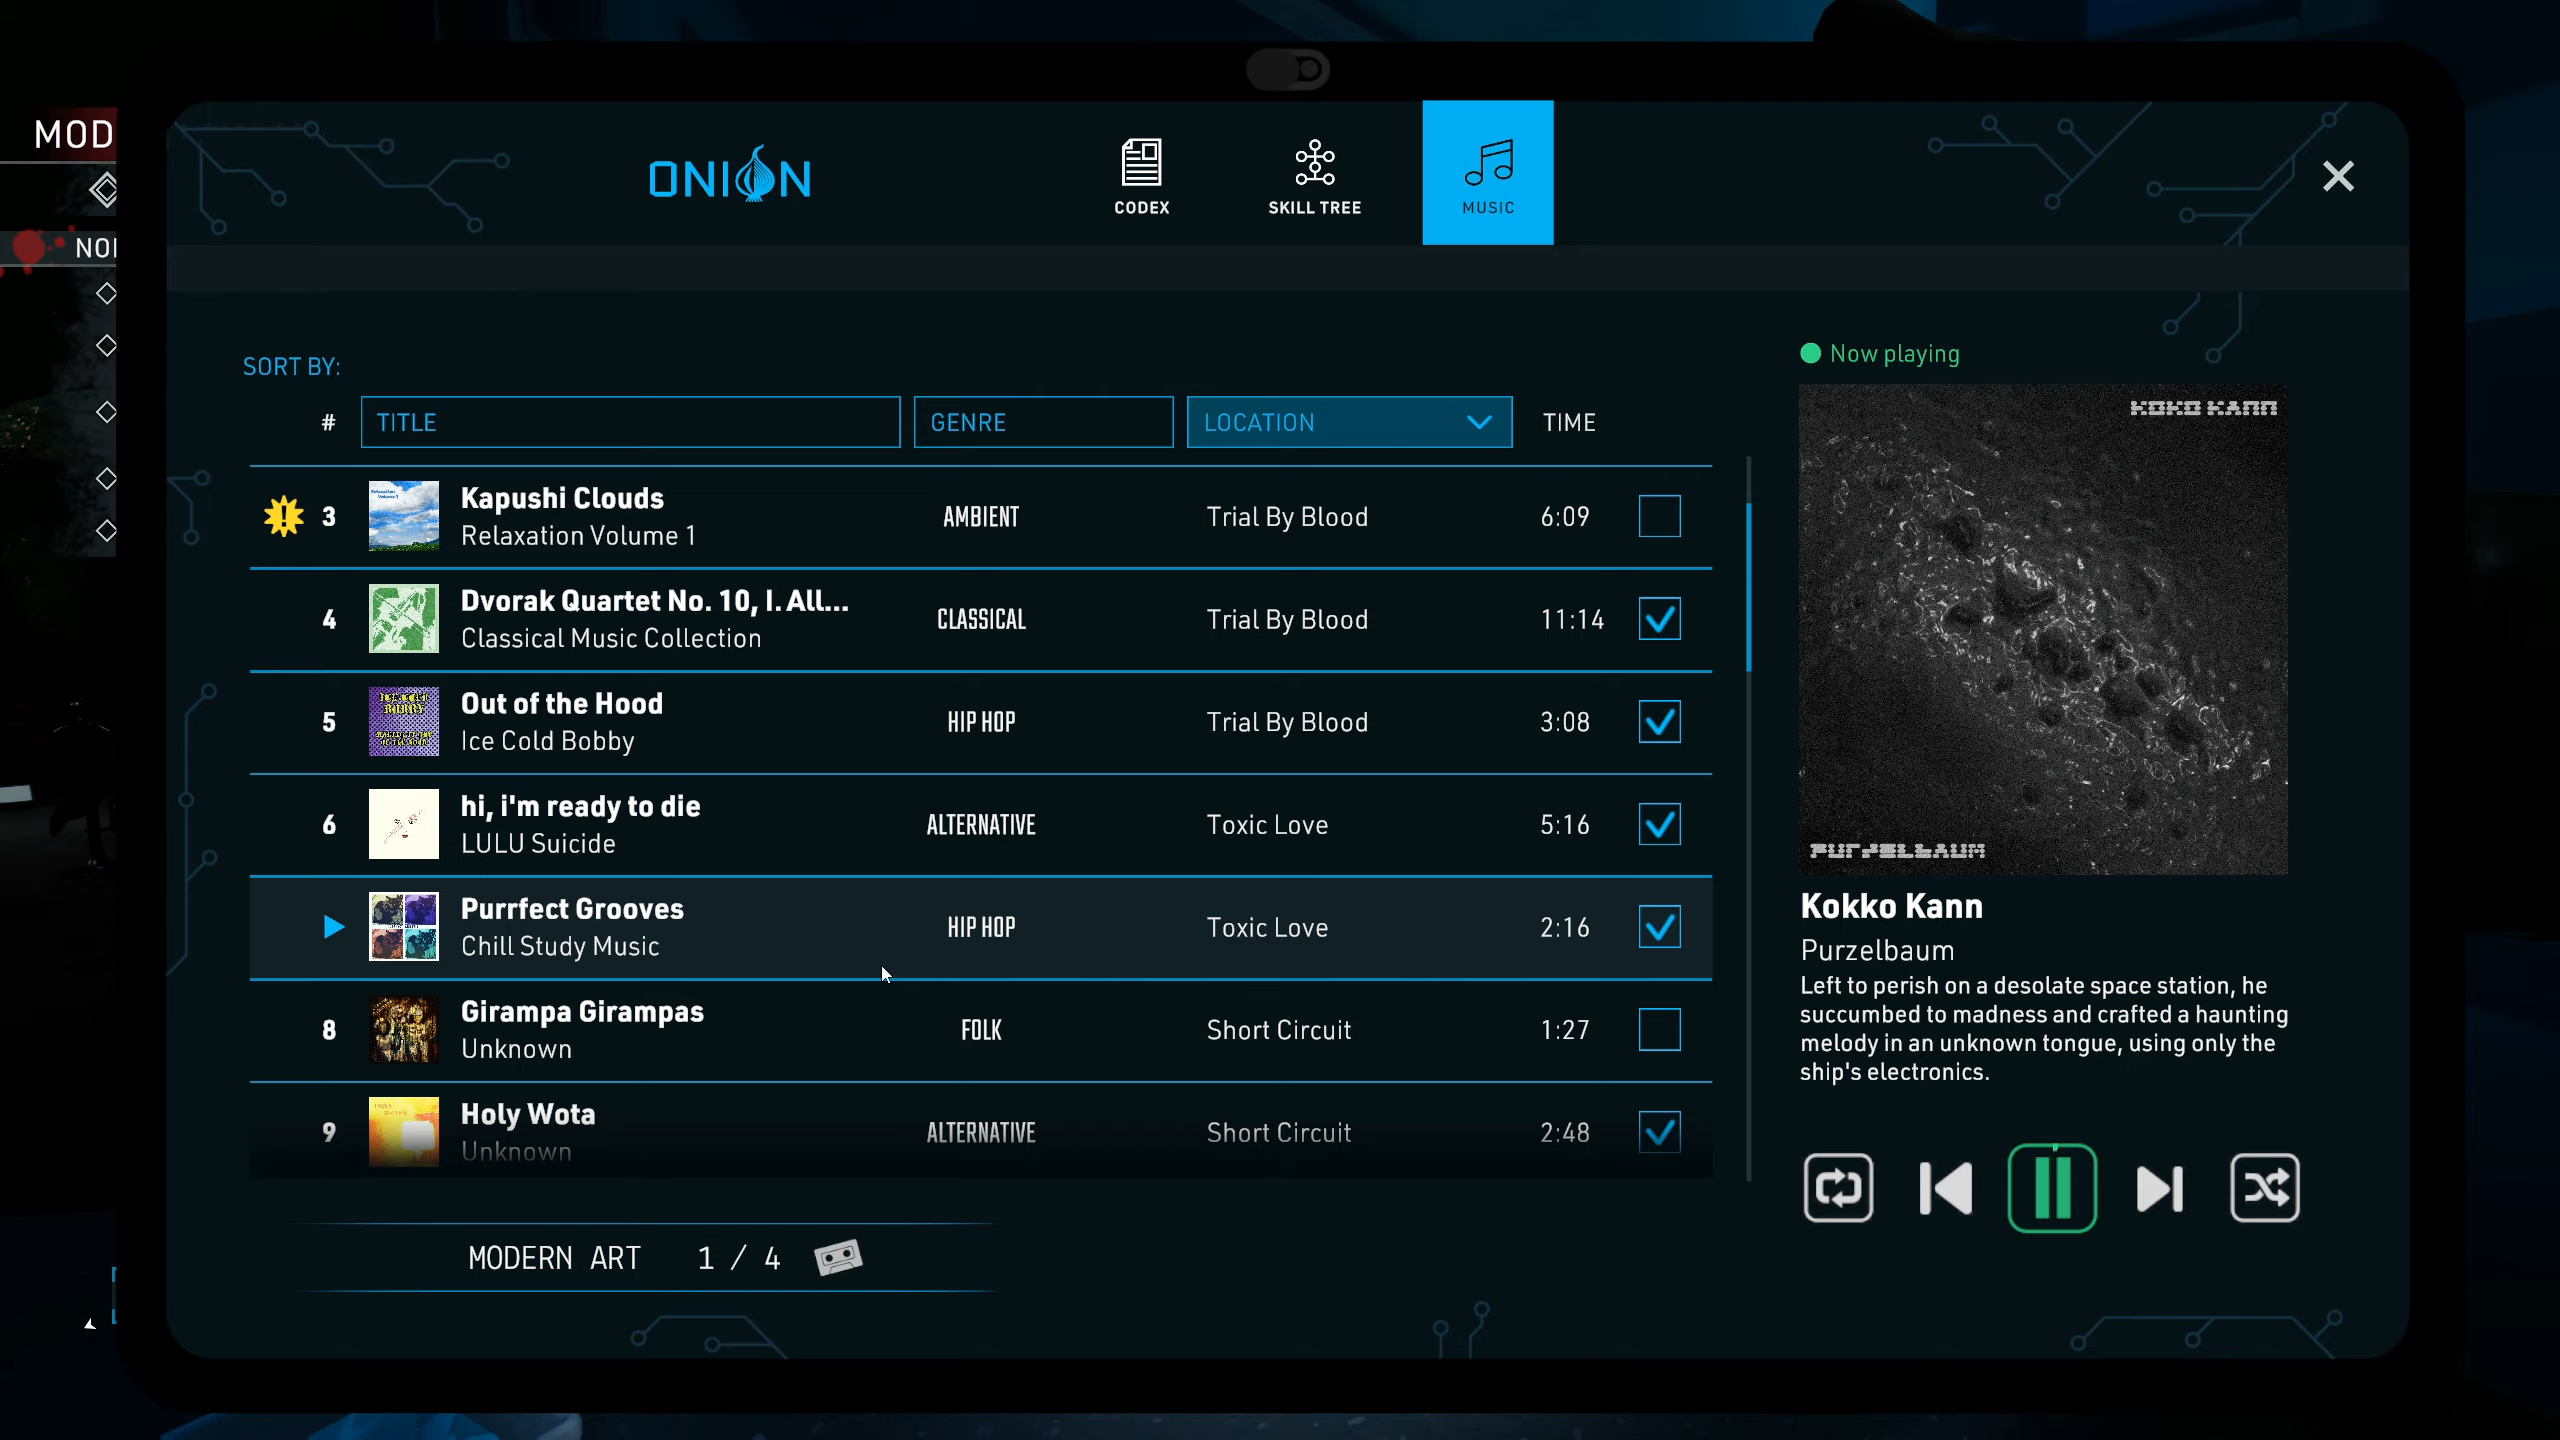 MOD
NOI
ONION
CODEX
SKILL TREE
MUSIC
SORT BY:
# TITLE GENRE LOCATION TIME
3 Kapushi Clouds AMBIENT Trial By Blood 6:09
Relaxation Volume 1
4 Dvorak Quartet No. 10, I. All... CLASSICAL Trial By Blood 11:14
Classical Music Collection
5 Out of the Hood HIP HOP Trial By Blood 3:08
Ice Cold Bobby
6 hi, i'm ready to die ALTERNATIVE Toxic Love 5:16
LULU Suicide
Purrfect Grooves HIP HOP Toxic Love 2:16
Chill Study Music
8 Girampa Girampas FOLK Short Circuit 1:27
Unknown
9 Holy Wota ALTERNATIVE Short Circuit 2:48
Unknown
MODERN ART 1 / 4
Now playing
KOKO KANN
PURZELBAUM
Kokko Kann
Purzelbaum
Left to perish on a desolate space station, he
succumbed to madness and crafted a haunting
melody in an unknown tongue, using only the
ship's electronics.